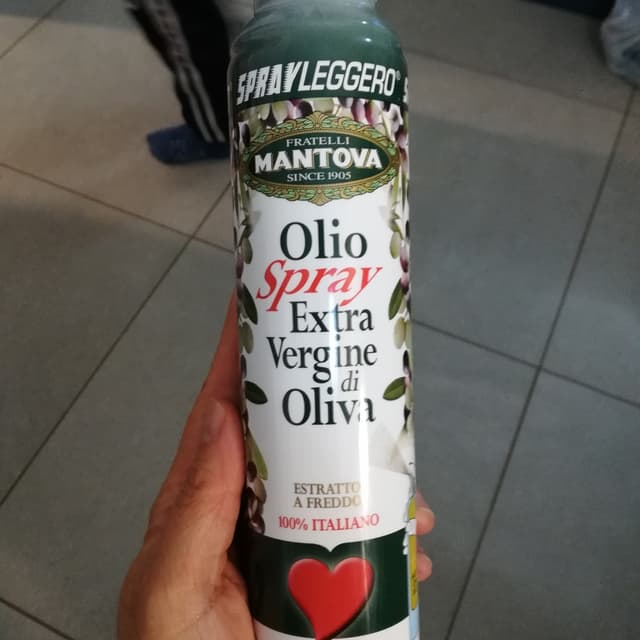 SPRAYLEGGERO®
FRATELLI
MANTOVA
SINCE 1905
Olio
Spray
Extra
Vergine
di
Oliva
ESTRATTO
A FREDDO
100% ITALIANO